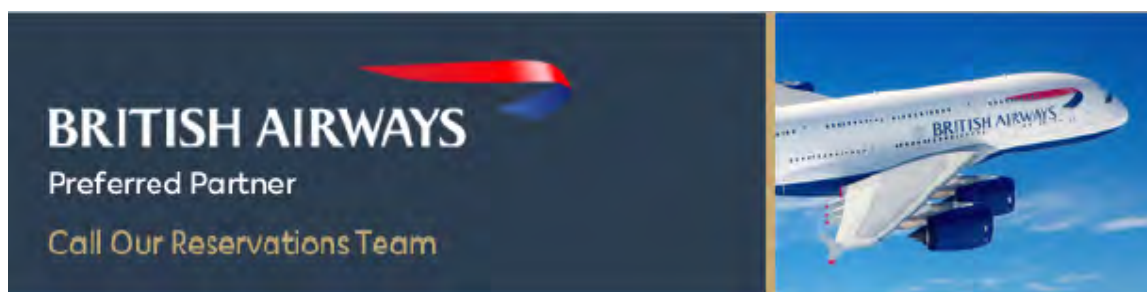 BRITISH AIRWAYS
Preferred Partner
Call Our Reservations Team
BRITISH AIRWAYS